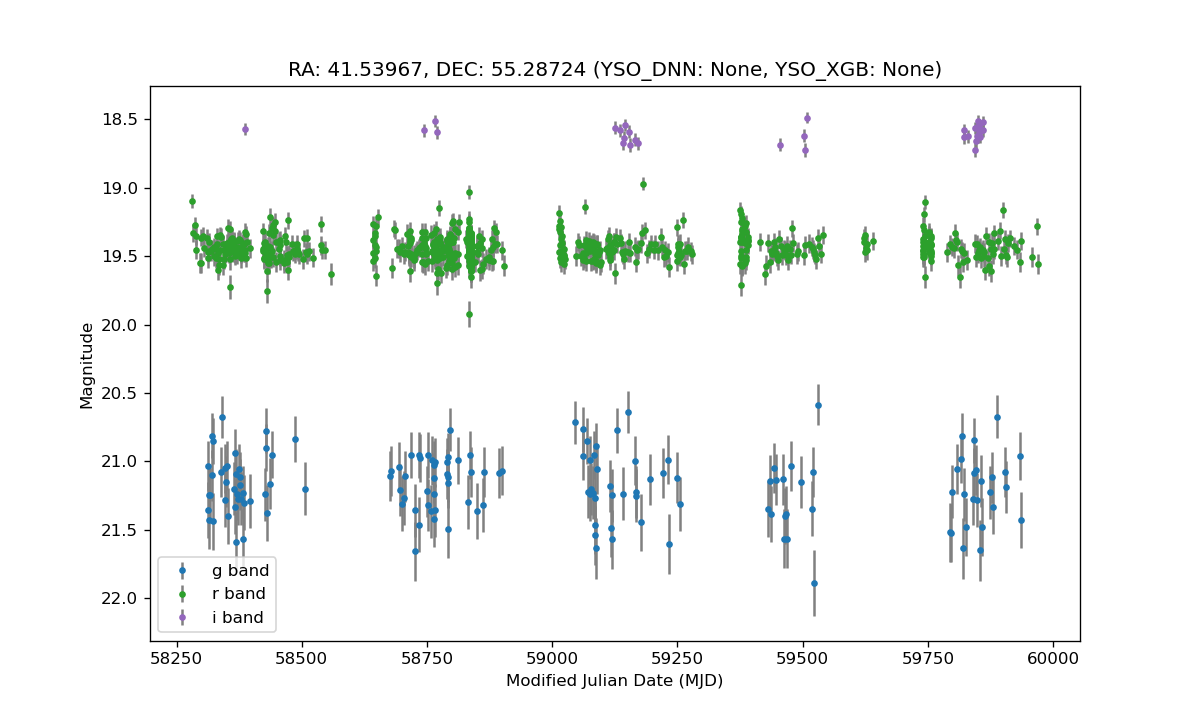 RA: 41.53967, DEC: 55.28724 (YSO_DNN: None, YSO_XGB: None)
18.5
19.0
19.5
20.0
20.5
21.0
21.5
22.0
Magnitude
g band
r band
i band
58250 58500 58750 59000 59250 59500 59750 60000
Modified Julian Date (MJD)